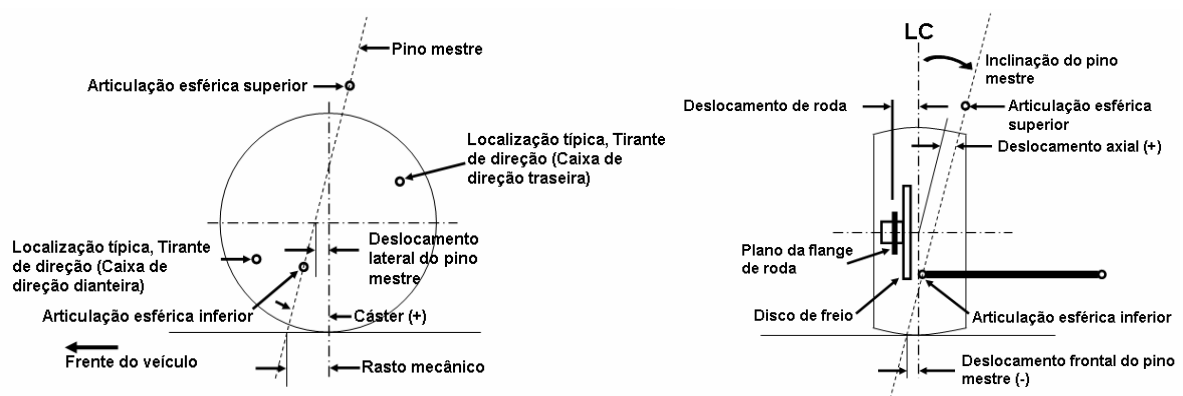 Pino mestre
Articulação esférica superior
Localização típica, Tirante
de direção (Caixa de
direção traseira)
Localização típica, Tirante
de direção (Caixa de
direção dianteira)
Deslocamento
lateral do pino
mestre
Articulação esférica inferior
Cáster (+)
Frente do veículo
Rasto mecânico
LC
Inclinação do pino
mestre
Deslocamento de roda
Articulação esférica
superior
Deslocamento axial (+)
Plano da flange
de roda
Disco de freio
Articulação esférica inferior
Deslocamento frontal do pino
mestre (-)